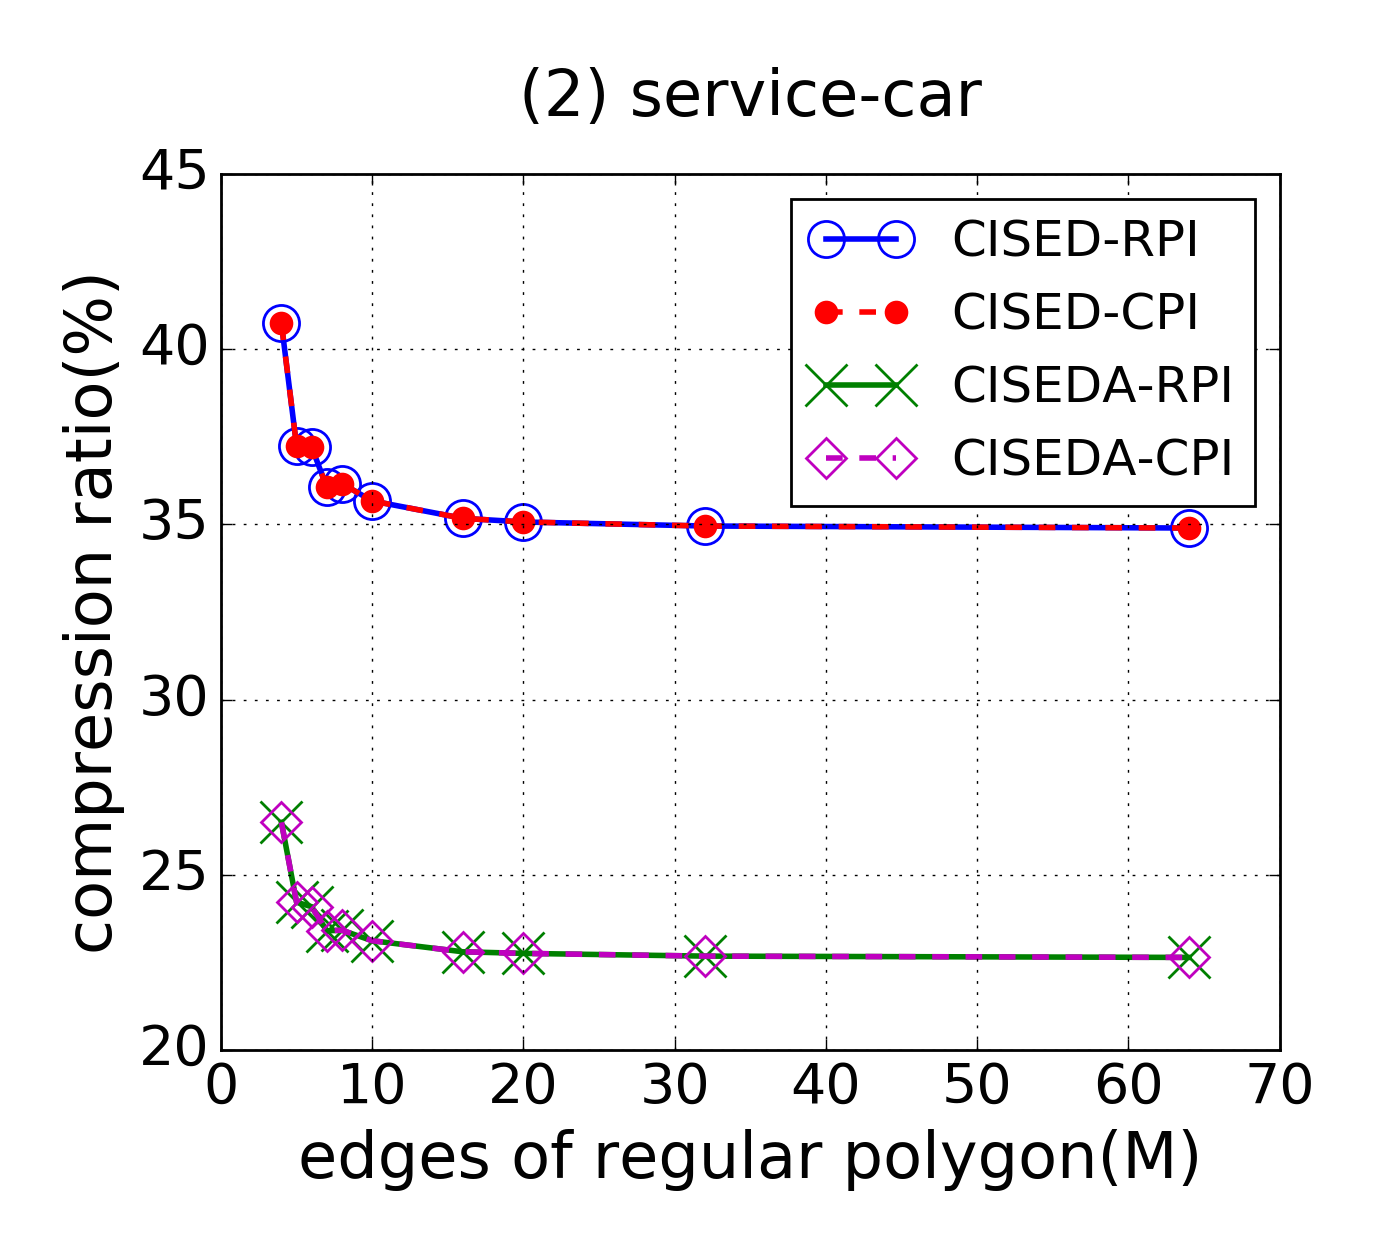 (2) service-car
45
40
35
30
25
20
compression ratio(%)
CISED-RPI
CISED-CPI
CISEDA-RPI
CISEDA-CPI
0 10 20 30 40 50 60 70
edges of regular polygon(M)